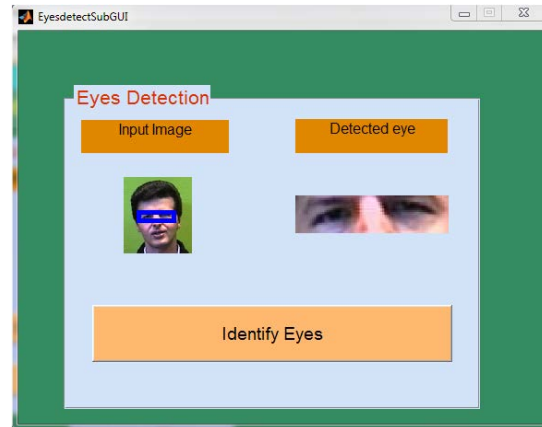 EyesdetectSubGUI
Eyes Detection
Input Image
Detected eye
Identify Eyes